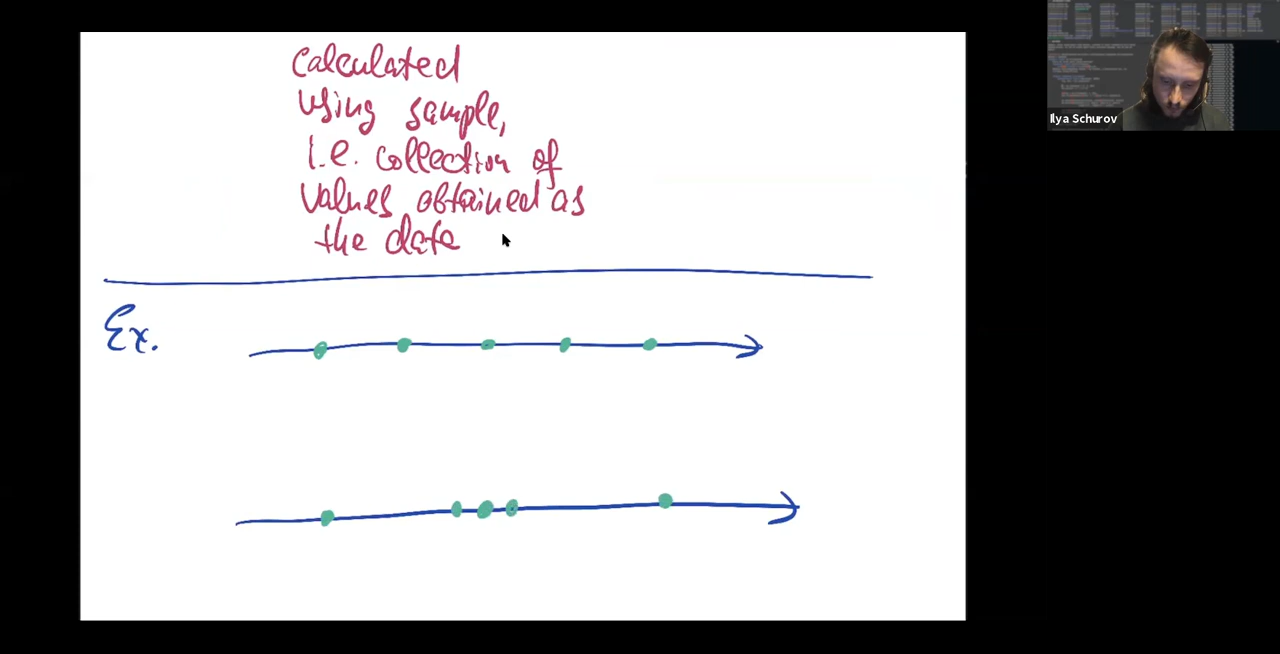 calculated
using sample,
i.e. collection of
values obtained as
the data
Ex.
Ilya Schurov